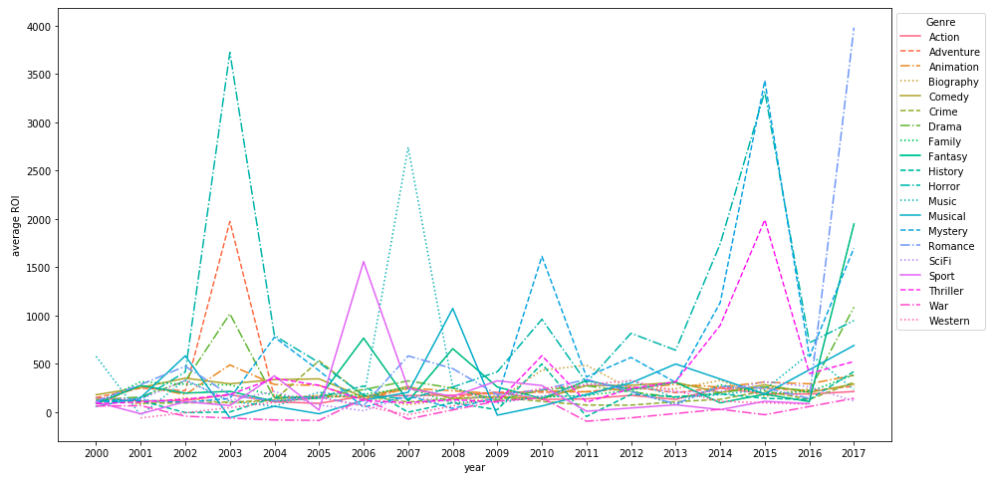 Genre
Action
Adventure
Animation
Biography
Comedy
Crime
Drama
Family
Fantasy
History
Horror
Music
Musical
Mystery
Romance
SciFi
Sport
Thriller
War
Western
average ROI
4000
3500
3000
2500
2000
1500
1000
500
0
2000 2001 2002 2003 2004 2005 2006 2007 2008 2009 2010 2011 2012 2013 2014 2015 2016 2017
year